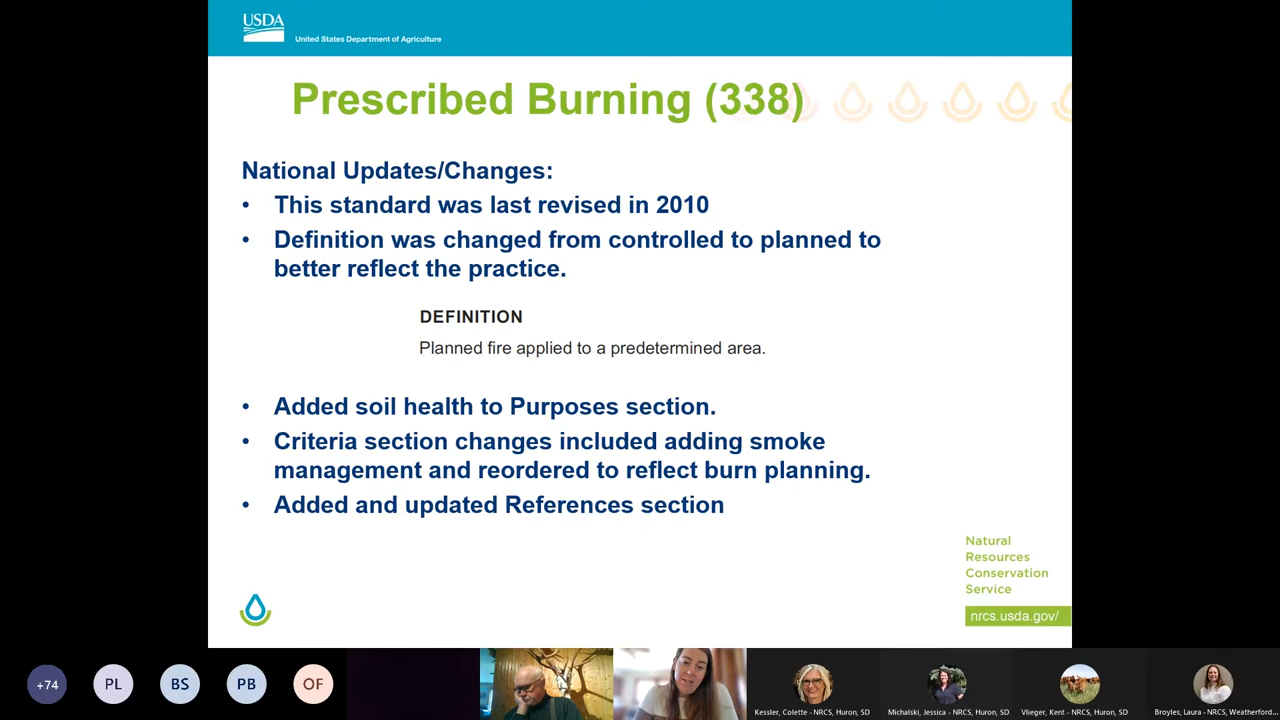 USDA
United States Department of Agriculture
Prescribed Burning (338)
National Updates/Changes:
• This standard was last revised in 2010
• Definition was changed from controlled to planned to
better reflect the practice.
DEFINITION
Planned fire applied to a predetermined area.
• Added soil health to Purposes section.
• Criteria section changes included adding smoke
management and reordered to reflect burn planning.
• Added and updated References section
Natural
Resources
Conservation
Service
nrcs.usda.gov/
+74
PL
BS
PB
OF
Kessler, Colette - NRCS, Huron, SD
Michalski, Jessica - NRCS, Huron, SD
Vlieger, Kent - NRCS, Huron, SD
Broyles, Laura - NRCS, Weatherford...